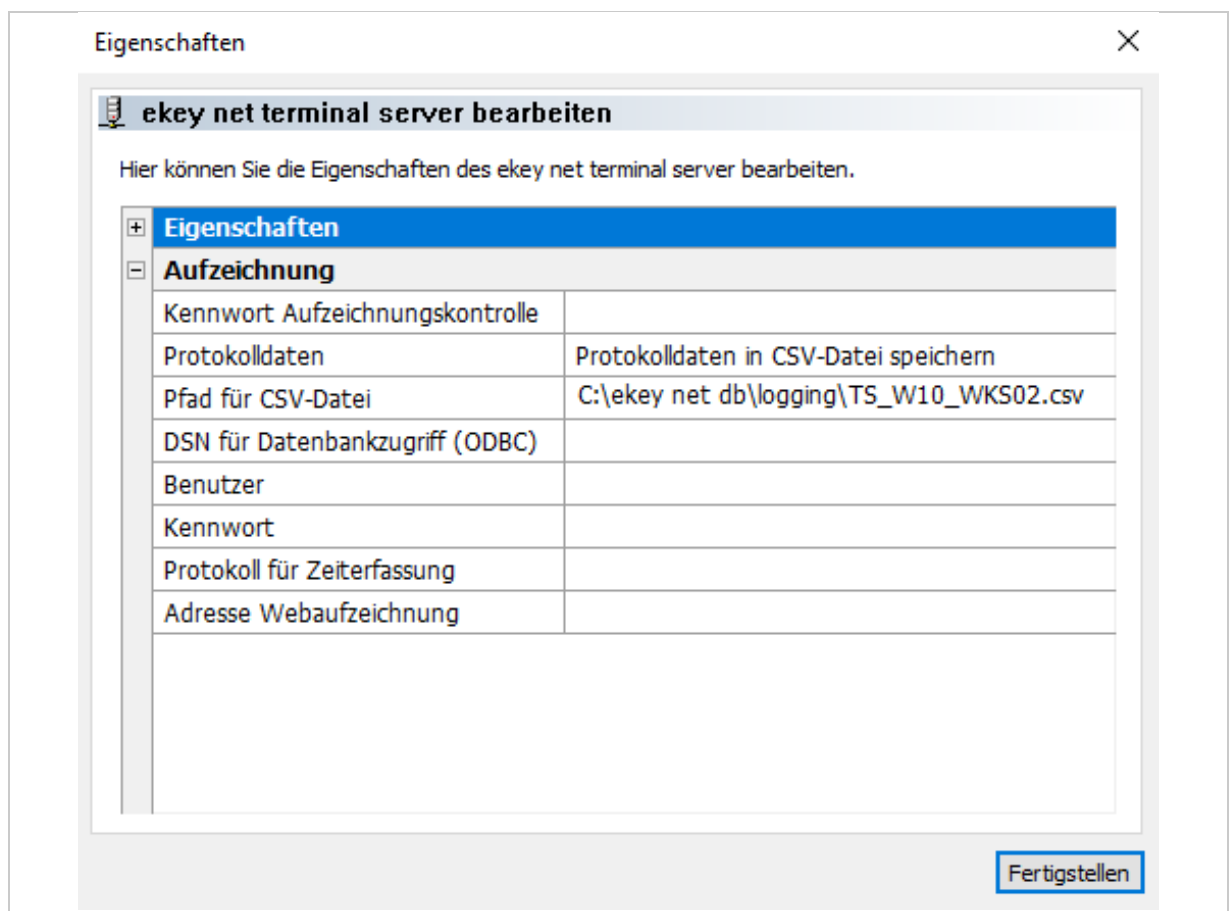 Eigenschaften
ekey net terminal server bearbeiten
Hier können Sie die Eigenschaften des ekey net terminal server bearbeiten.
Eigenschaften
Aufzeichnung
Kennwort Aufzeichnungskontrolle
Protokolldaten Protokolldaten in CSV-Datei speichern
Pfad für CSV-Datei C:\ekey net db\logging\TS_W10_WKS02.csv
DSN für Datenbankzugriff (ODBC)
Benutzer
Kennwort
Protokoll für Zeiterfassung
Adresse Webaufzeichnung
Fertigstellen